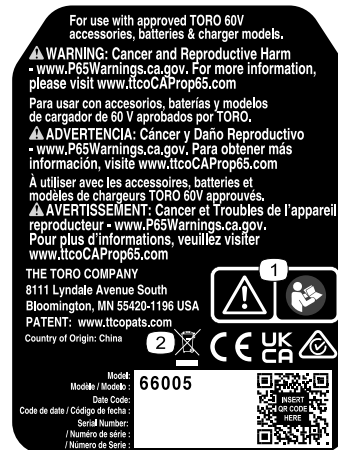 For use with approved TORO 60V
accessories, batteries & charger models.
WARNING: Cancer and Reproductive Harm
- www.P65Warnings.ca.gov. For more information,
please visit www.ttcoCAProp65.com
Para usar con accesorios, baterías y modelos
de cargador de 60 V aprobados por TORO.
ADVERTENCIA: Cáncer y Daño Reproductivo
- www.P65Warnings.ca.gov. Para obtener más
información, visite www.ttcoCAProp65.com
À utiliser avec les accessoires, batteries et
modèles de chargeurs TORO 60V approuvés.
AVERTISSEMENT: Cancer et Troubles de l'appareil
reproducteur - www.P65Warnings.ca.gov.
Pour plus d'informations, veuillez visiter
www.ttcoCAProp65.com
THE TORO COMPANY
8111 Lyndale Avenue South
Bloomington, MN 55420-1196 USA
PATENT: www.ttcopats.com
Country of Origin: China
1
2
CE UK CA
Model:
Modèle / Modelo :
66005
Date Code:
Code de date / Código de fecha :
Serial Number:
/ Numéro de série :
/ Número de Serie :
INSERT
QR CODE
HERE